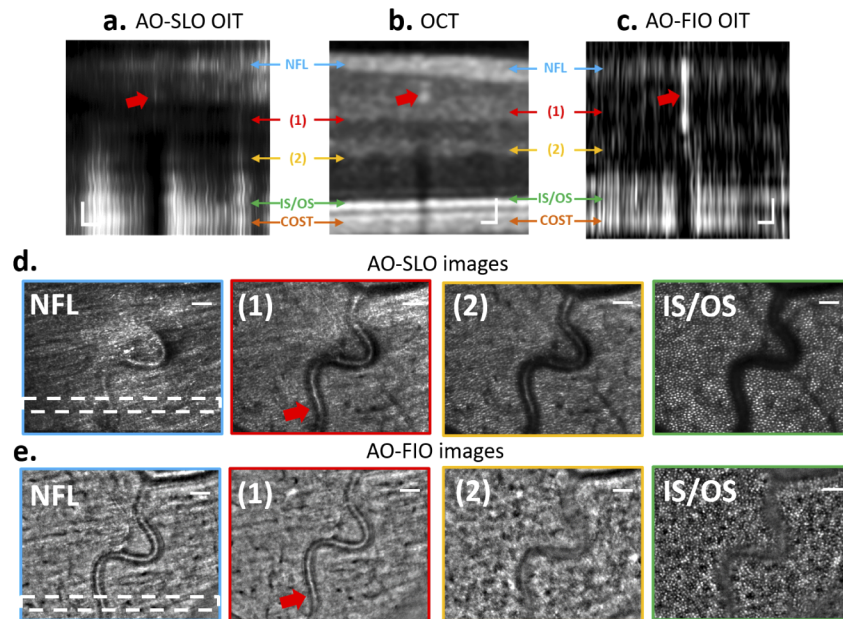 a. AO-SLO OIT
b. OCT
c. AO-FIO OIT
NFL
(1)
(2)
IS/OS
COST
NFL
(1)
(2)
IS/OS
COST
d. AO-SLO images
NFL
(1)
(2)
IS/OS
e. AO-FIO images
NFL
(1)
(2)
IS/OS